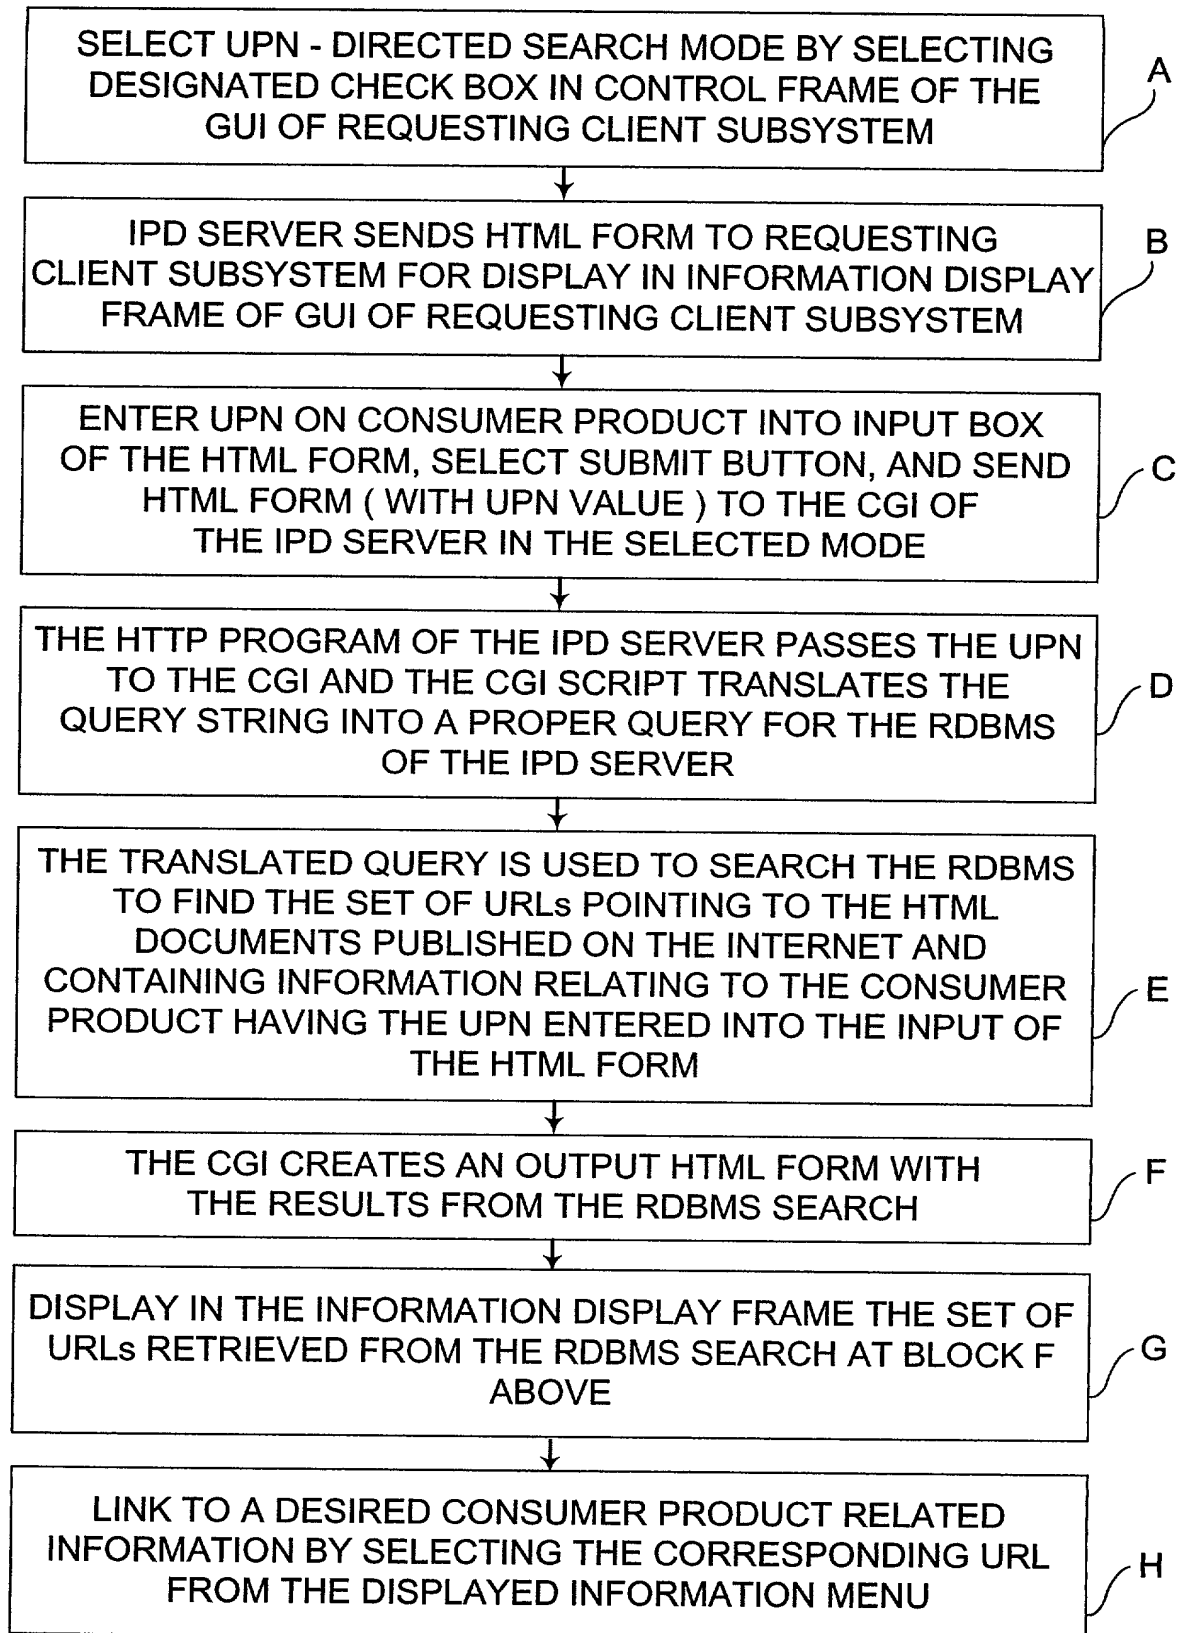 SELECT UPN - DIRECTED SEARCH MODE BY SELECTING
DESIGNATED CHECK BOX IN CONTROL FRAME OF THE
GUI OF REQUESTING CLIENT SUBSYSTEM
A
IPD SERVER SENDS HTML FORM TO REQUESTING
CLIENT SUBSYSTEM FOR DISPLAY IN INFORMATION DISPLAY
FRAME OF GUI OF REQUESTING CLIENT SUBSYSTEM
B
ENTER UPN ON CONSUMER PRODUCT INTO INPUT BOX
OF THE HTML FORM, SELECT SUBMIT BUTTON, AND SEND
HTML FORM ( WITH UPN VALUE ) TO THE CGI OF
THE IPD SERVER IN THE SELECTED MODE
C
THE HTTP PROGRAM OF THE IPD SERVER PASSES THE UPN
TO THE CGI AND THE CGI SCRIPT TRANSLATES THE
QUERY STRING INTO A PROPER QUERY FOR THE RDBMS
OF THE IPD SERVER
D
THE TRANSLATED QUERY IS USED TO SEARCH THE RDBMS
TO FIND THE SET OF URLs POINTING TO THE HTML
DOCUMENTS PUBLISHED ON THE INTERNET AND
CONTAINING INFORMATION RELATING TO THE CONSUMER
PRODUCT HAVING THE UPN ENTERED INTO THE INPUT OF
THE HTML FORM
E
THE CGI CREATES AN OUTPUT HTML FORM WITH
THE RESULTS FROM THE RDBMS SEARCH
F
DISPLAY IN THE INFORMATION DISPLAY FRAME THE SET OF
URLs RETRIEVED FROM THE RDBMS SEARCH AT BLOCK F
ABOVE
G
LINK TO A DESIRED CONSUMER PRODUCT RELATED
INFORMATION BY SELECTING THE CORRESPONDING URL
FROM THE DISPLAYED INFORMATION MENU
H